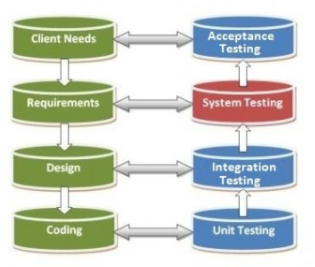 Client Needs
Acceptance
Testing
Requirements
System Testing
Design
Integration
Testing
Coding
Unit Testing